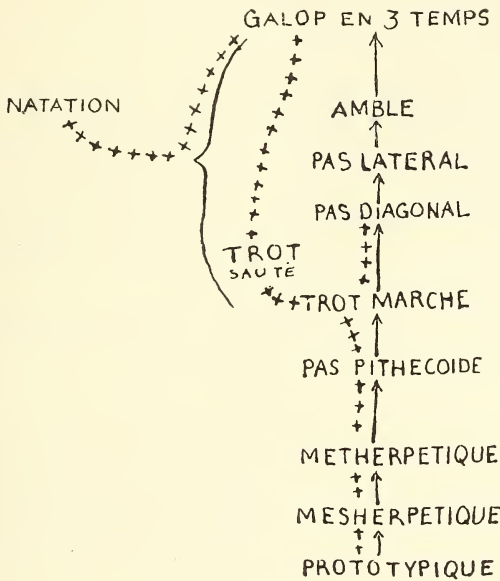 GALOP EN 3 TEMPS
NATATION
AMBLE
PAS LATERAL
PAS DIAGONAL
TROT
SAUTÉ
TROT MARCHE
PAS PITHECOIDE
METHERPETIQUE
MESHERPETIQUE
PROTOTYPIQUE